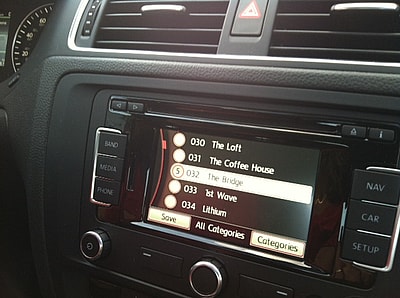 BAND
MEDIA
PHONE
030 The Loft
031 The Coffee House
5 032 The Bridge
033 1st Wave
034 Lithium
Save
All Categories
Categories
NAV
CAR
SETUP